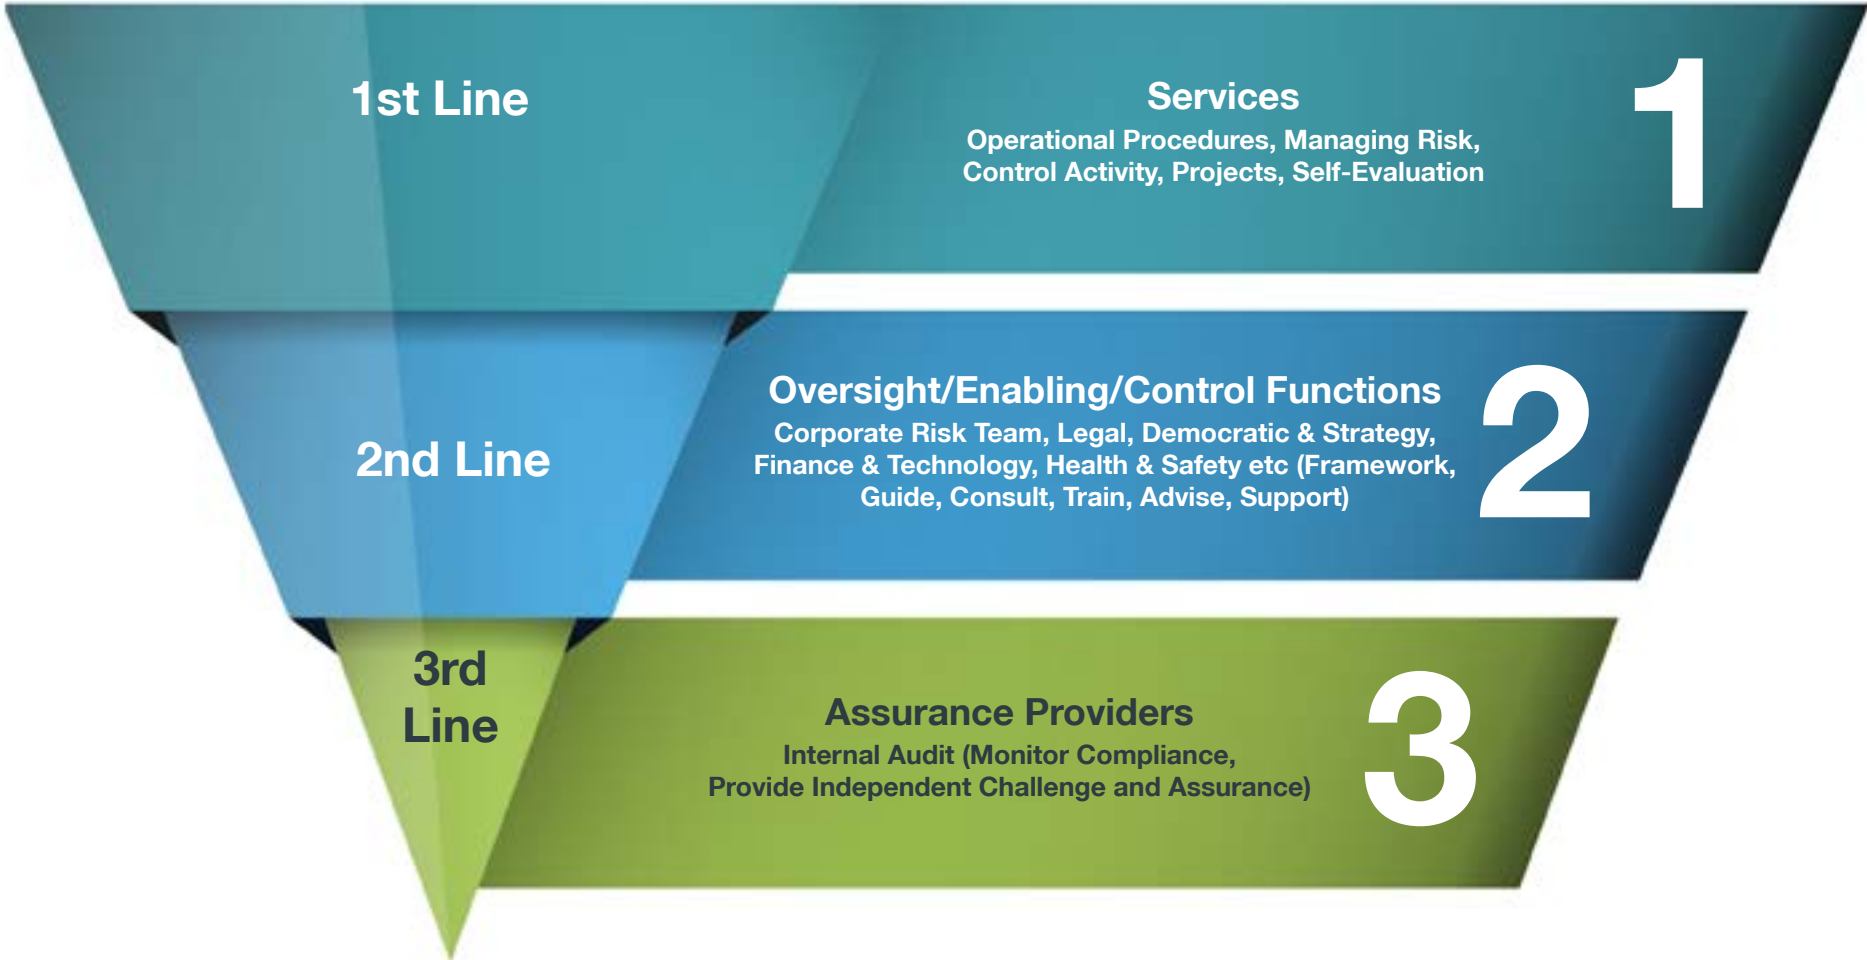 1st Line
Services
Operational Procedures, Managing Risk,
Control Activity, Projects, Self-Evaluation
1
2nd Line
Oversight/Enabling/Control Functions
Corporate Risk Team, Legal, Democratic & Strategy,
Finance & Technology, Health & Safety etc (Framework,
Guide, Consult, Train, Advise, Support)
2
3rd
Line
Assurance Providers
Internal Audit (Monitor Compliance,
Provide Independent Challenge and Assurance)
3